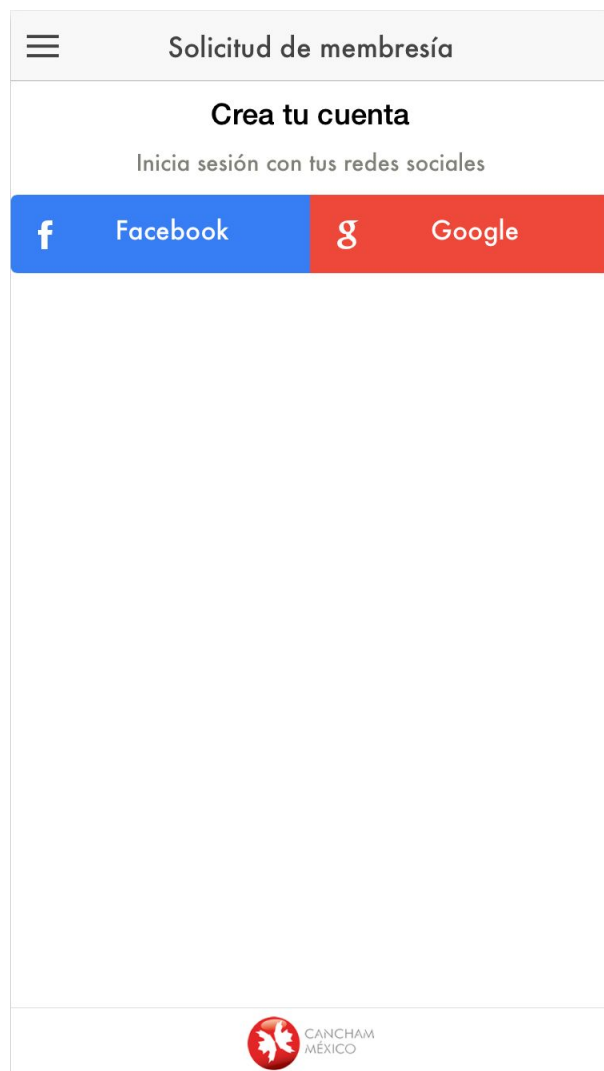 Solicitud de membresía
Crea tu cuenta
Inicia sesión con tus redes sociales
f Facebook g Google
CANCHAM
MÉXICO